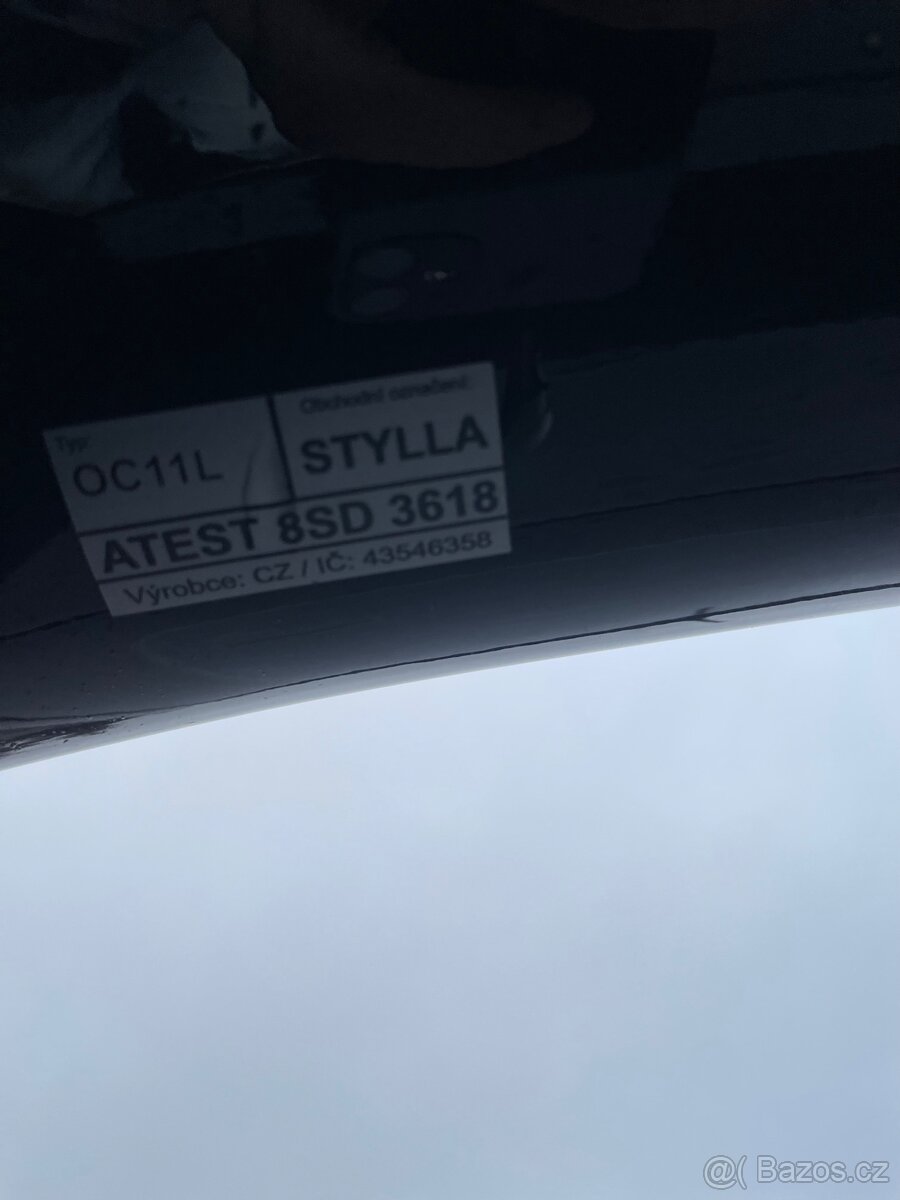 Typ:
OC11L
Obchodní označení:
STYLLA
ATEST 8SD 3618
Výrobce: CZ / IČ: 43546358
@( Bazos.cz